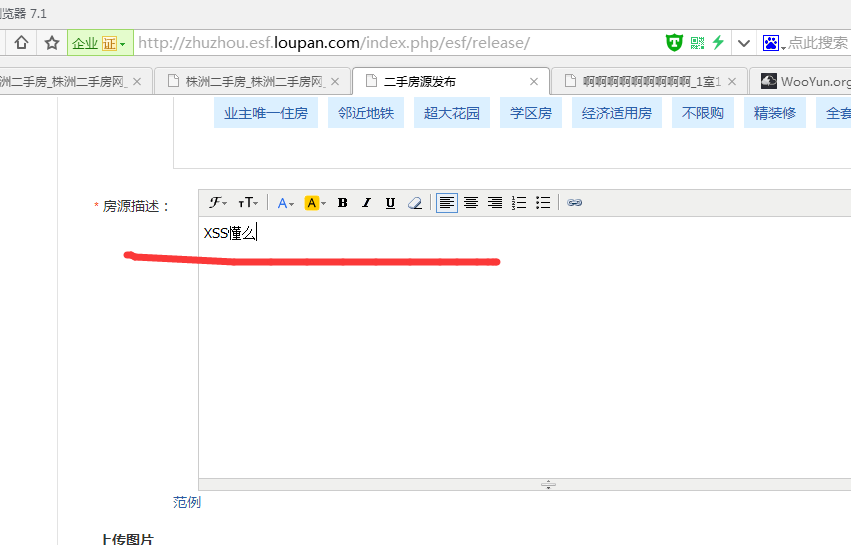 览器 7.1
企业 证 http://zhuzhou.esf.loupan.com/index.php/esf/release/ 点此搜索
洲二手房_株洲二手房网_ 株洲二手房_株洲二手房网_ 二手房源发布 啊啊啊啊啊啊啊啊啊_1室1 WooYun.org
业主唯一住房 邻近地铁 超大花园 学区房 经济适用房 不限购 精装修 全套
* 房源描述：
F TT A A B I U
XSS懂么
范例
上传图片